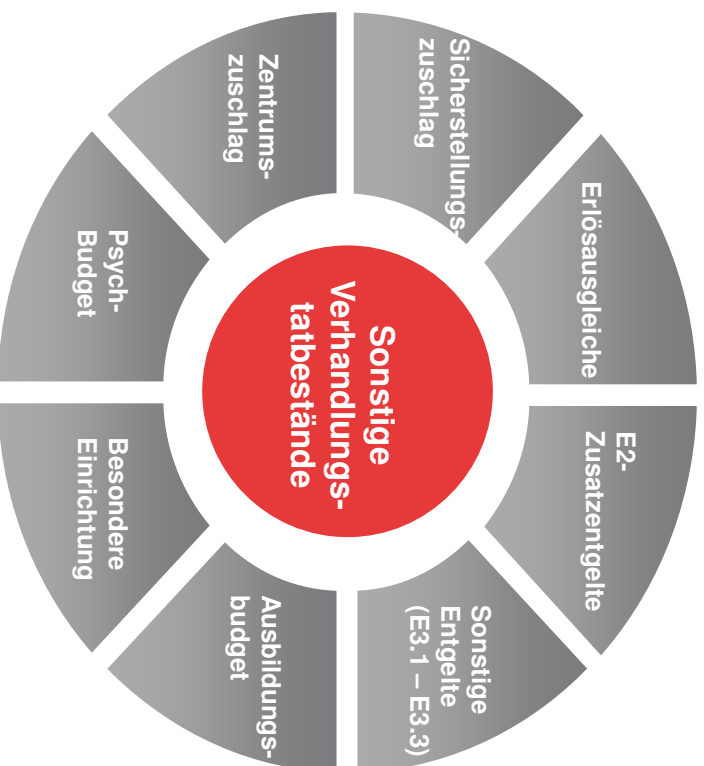 Sonstige
Verhandlungs-
tatbestände
Erlösausgleiche
E2-
Zusatzentgelte
Sonstige
Entgelte
(E3.1 – E3.3)
Ausbildungs-
budget
Besondere
Einrichtung
Psych-
Budget
Zentrums-
zuschlag
Sicherstellungs-
zuschlag